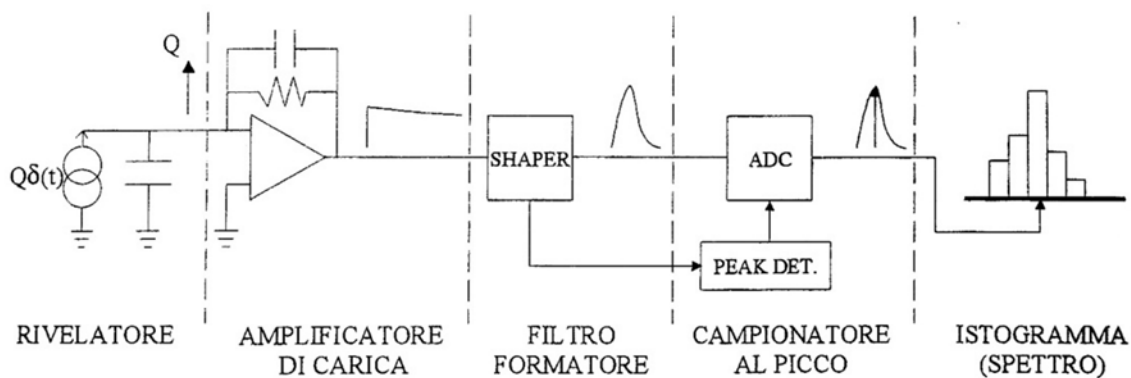 Q
Qδ(t)
SHAPER
ADC
PEAK DET.
RIVELATORE
AMPLIFICATORE
DI CARICA
FILTRO
FORMATORE
CAMPIONATORE
AL PICCO
ISTOGRAMMA
(SPETTRO)